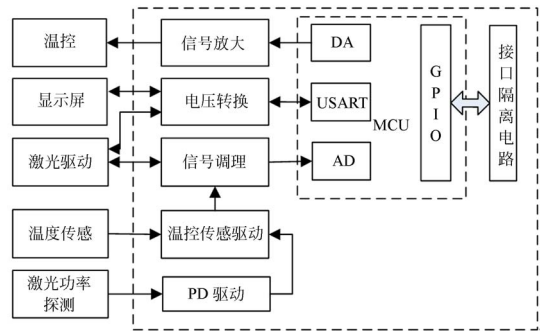 温控
信号放大
DA
显示屏
电压转换
USART
MCU
GPIO
接口隔离电路
激光驱动
信号调理
AD
温度传感
温控传感驱动
激光功率
探测
PD 驱动